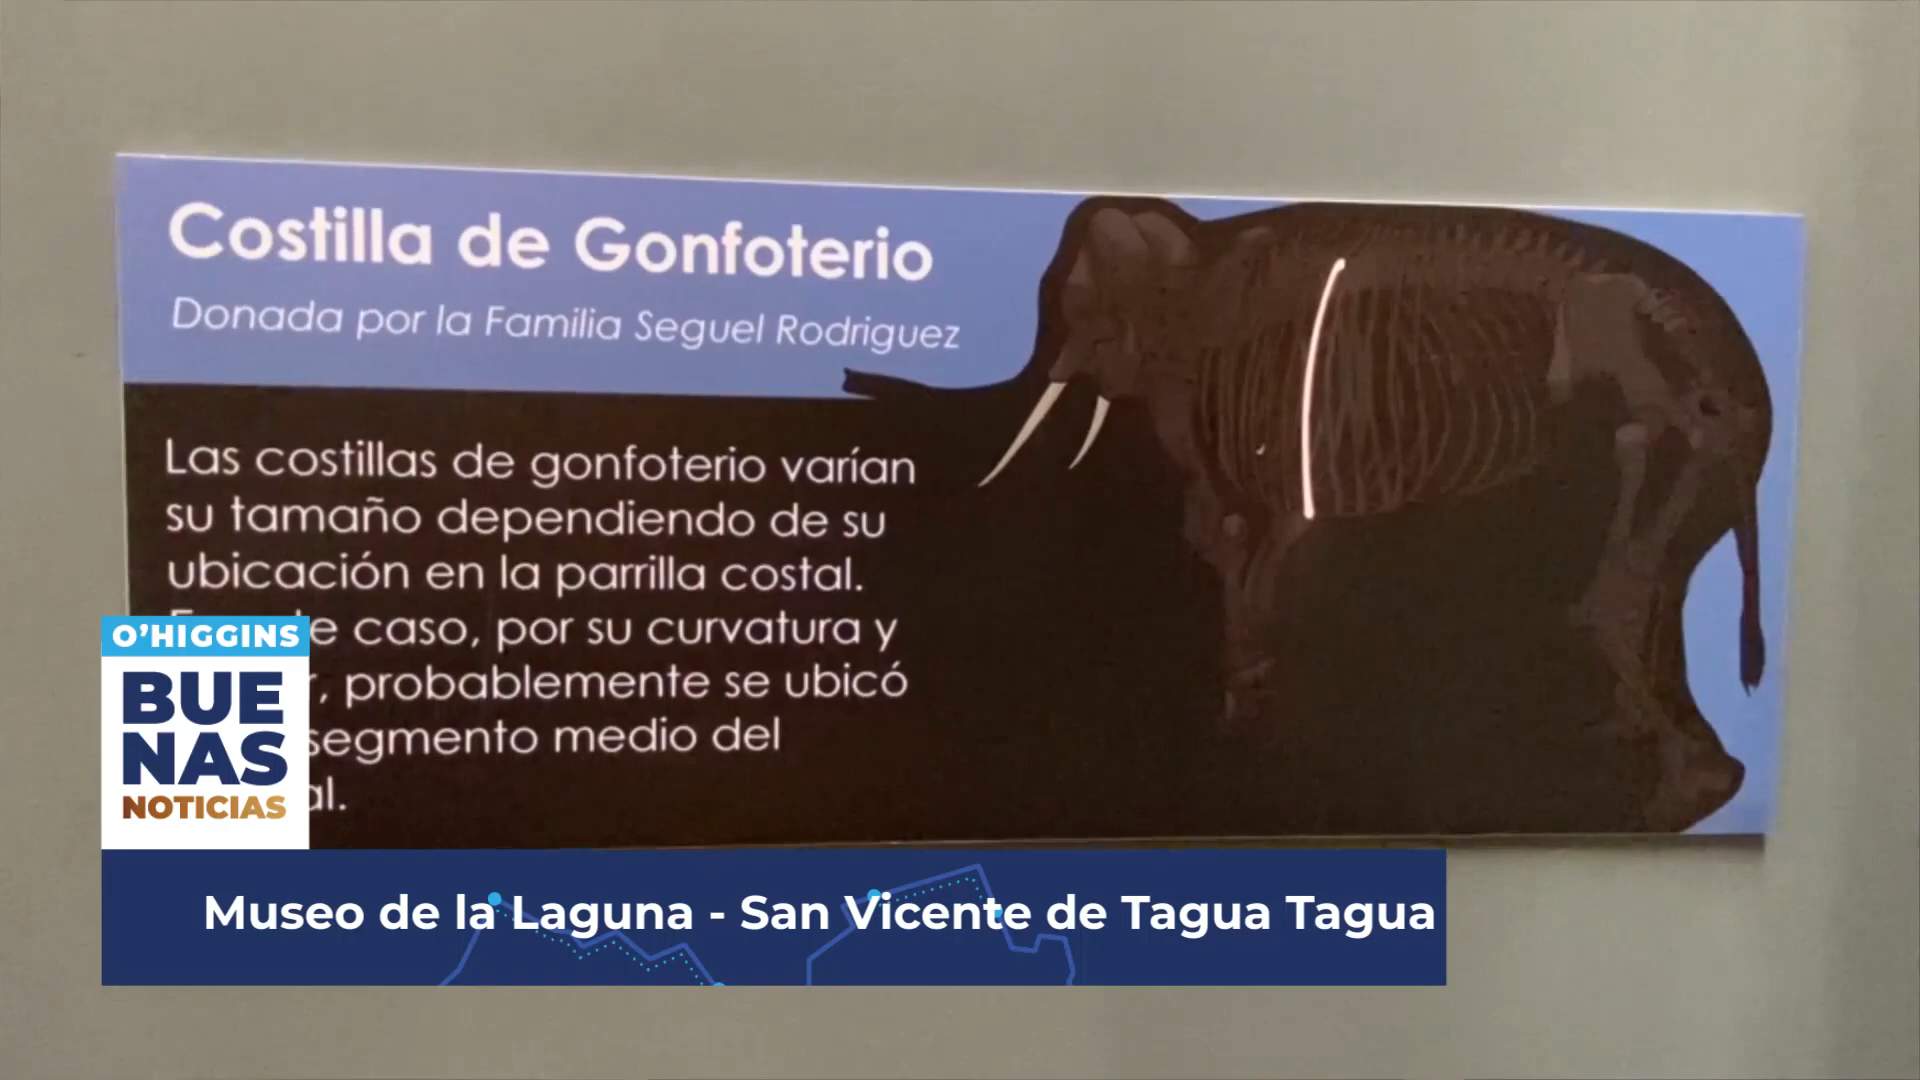 Costilla de Gonfoterio
Donada por la Familia Seguel Rodriguez
Las costillas de gonfoterio varían
su tamaño dependiendo de su
ubicación en la parrilla costal.
caso, por su curvatura y
probablemente se ubicó
segmento medio del
O'HIGGINS
BUE
NAS
NOTICIAS
Museo de la Laguna - San Vicente de Tagua Tagua